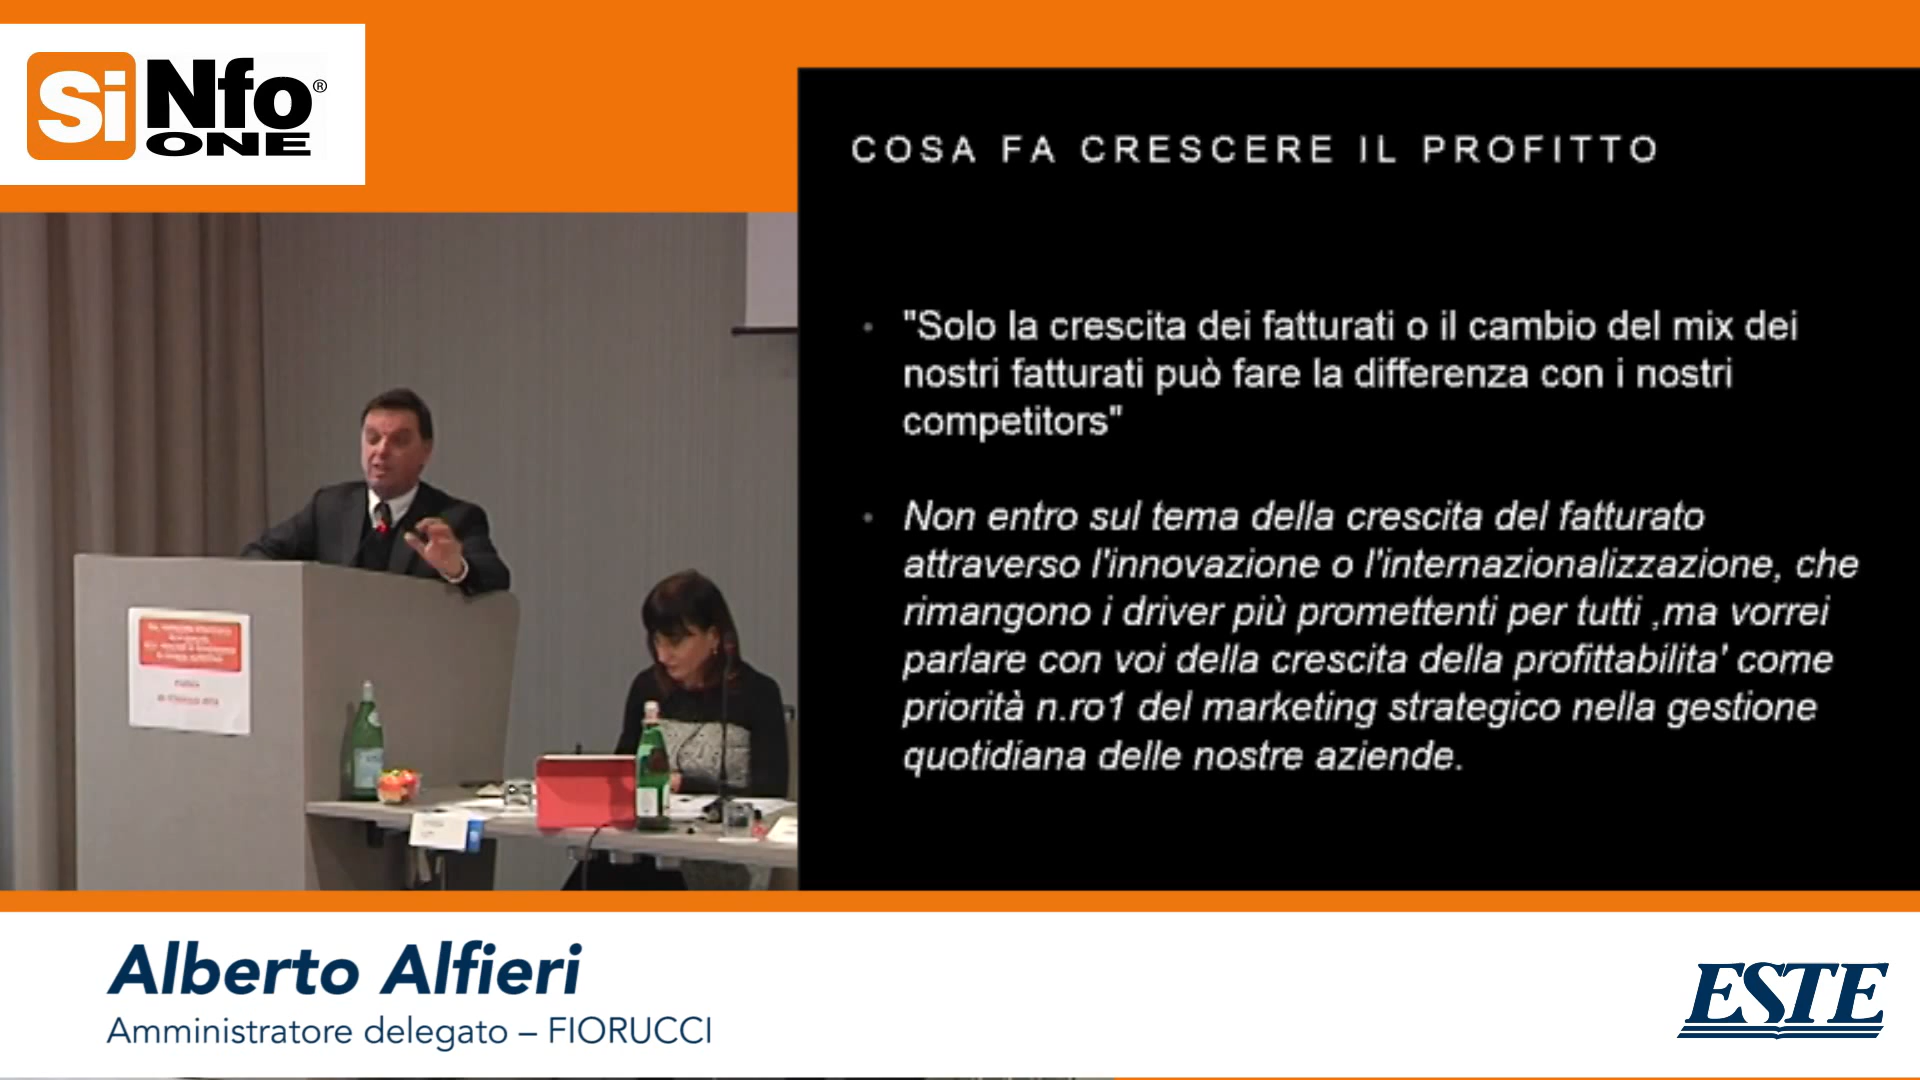 Si Nfo®
ONE
COSA FA CRESCERE IL PROFITTO
"Solo la crescita dei fatturati o il cambio del mix dei
nostri fatturati può fare la differenza con i nostri
competitors"
Non entro sul tema della crescita del fatturato
attraverso l'innovazione o l'internazionalizzazione, che
rimangono i driver più promettenti per tutti ,ma vorrei
parlare con voi della crescita della profittabilita' come
priorità n.ro1 del marketing strategico nella gestione
quotidiana delle nostre aziende.
Alberto Alfieri
Amministratore delegato – FIORUCCI
ESTE